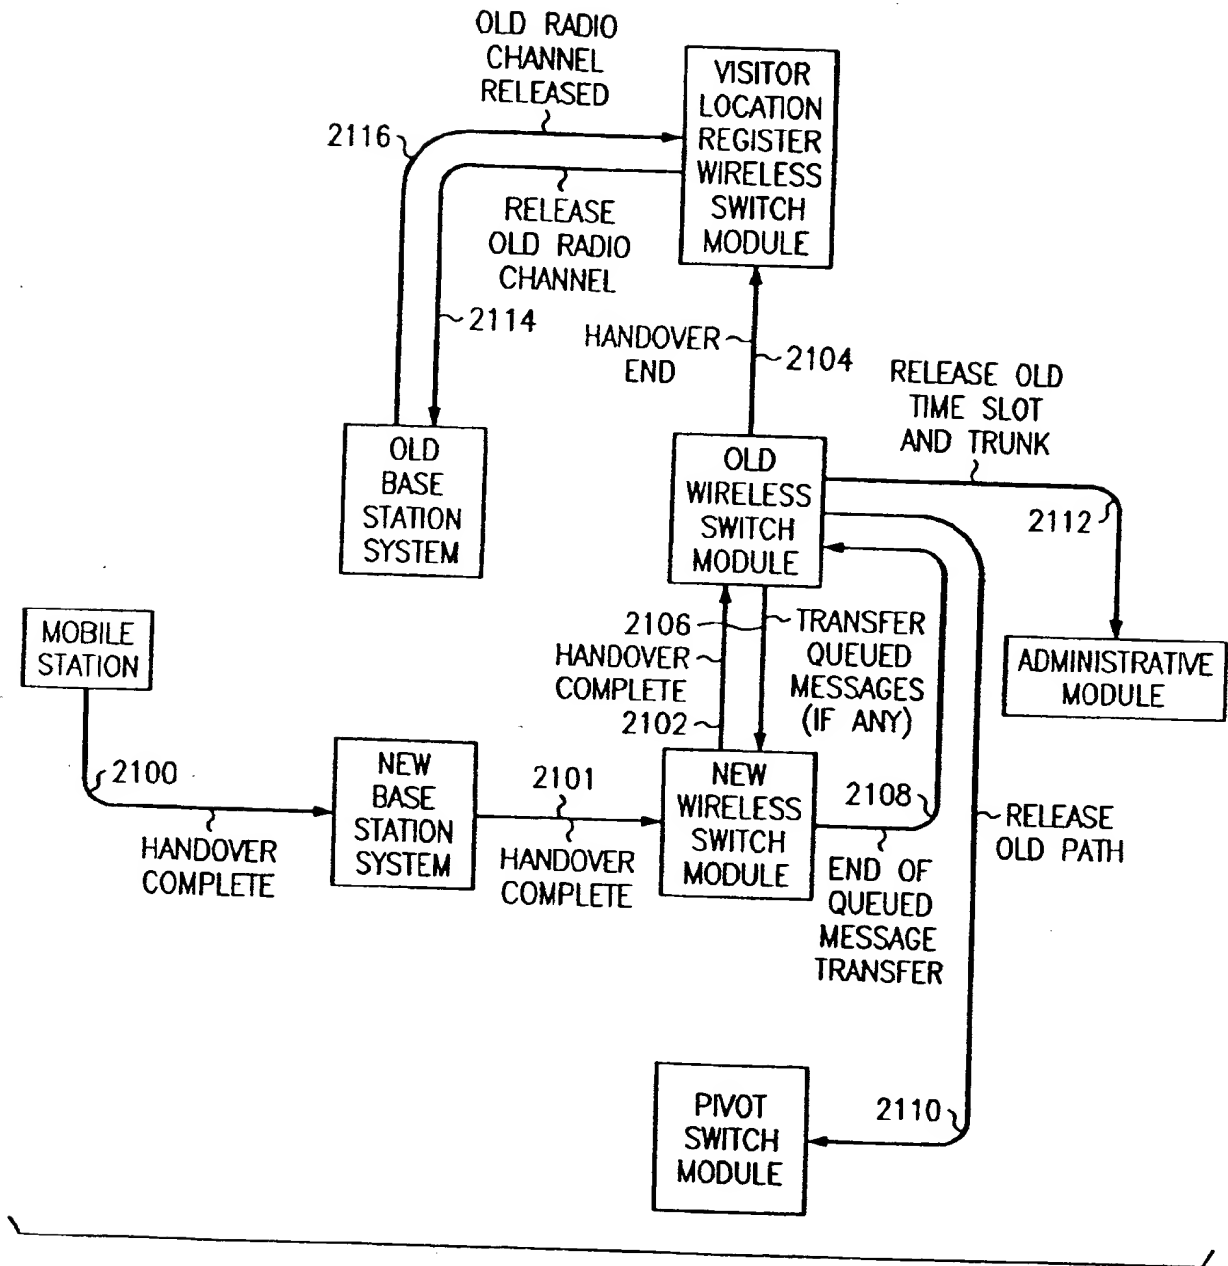 OLD RADIO
CHANNEL
RELEASED
2116
VISITOR
LOCATION
REGISTER
WIRELESS
SWITCH
MODULE
RELEASE
OLD RADIO
CHANNEL
2114
HANDOVER
END
2104
RELEASE OLD
TIME SLOT
AND TRUNK
2112
OLD
BASE
STATION
SYSTEM
OLD
WIRELESS
SWITCH
MODULE
MOBILE
STATION
2106
HANDOVER
COMPLETE
2102
TRANSFER
QUEUED
MESSAGES
(IF ANY)
ADMINISTRATIVE
MODULE
2100
HANDOVER
COMPLETE
NEW
BASE
STATION
SYSTEM
2101
HANDOVER
COMPLETE
NEW
WIRELESS
SWITCH
MODULE
2108
END OF
QUEUED
MESSAGE
TRANSFER
RELEASE
OLD PATH
PIVOT
SWITCH
MODULE
2110